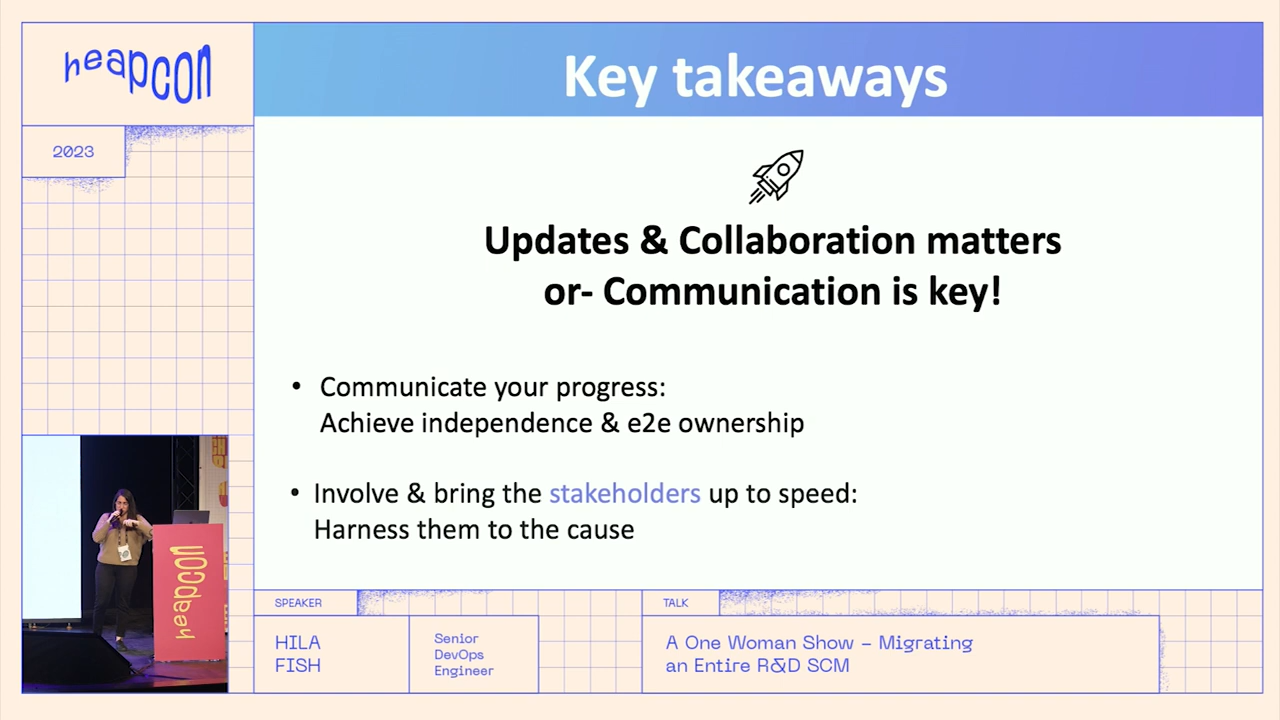 heapcon
2023
Key takeaways
Updates & Collaboration matters
or- Communication is key!
• Communicate your progress:
Achieve independence & e2e ownership
• Involve & bring the stakeholders up to speed:
Harness them to the cause
heapcon
SPEAKER
HILA
FISH
Senior
DevOps
Engineer
TALK
A One Woman Show – Migrating
an Entire R&D SCM